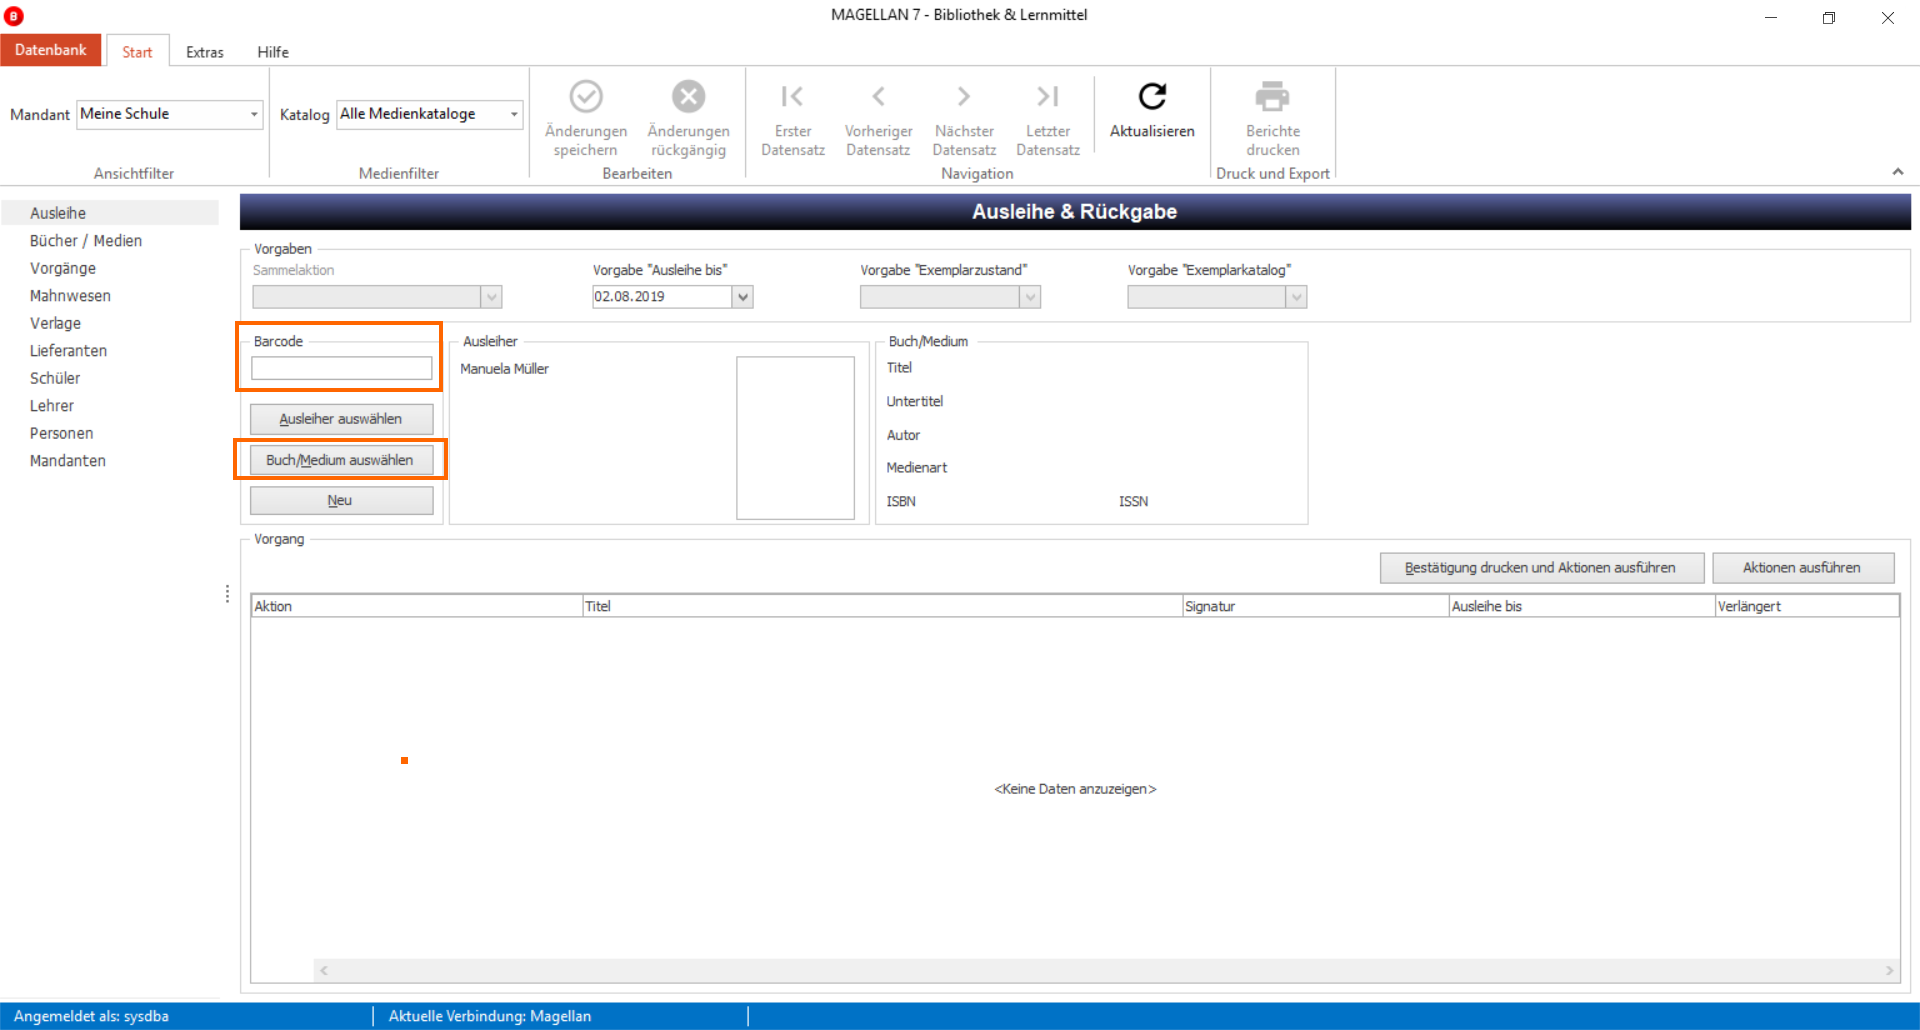 MAGELLAN 7 - Bibliothek & Lernmittel
Datenbank
Start
Extras
Hilfe
Mandant
Meine Schule
Ansichtfilter
Katalog
Alle Medienkataloge
Medienfilter
Änderungen
speichern
Änderungen
rückgängig
Bearbeiten
Erster
Datensatz
Vorheriger
Datensatz
Nächster
Datensatz
Letzter
Datensatz
Aktualisieren
Navigation
Berichte
drucken
Druck und Export
Ausleihe
Bücher / Medien
Vorgänge
Mahnwesen
Verlage
Lieferanten
Schüler
Lehrer
Personen
Mandanten
Ausleihe & Rückgabe
Vorgaben
Sammelaktion
Vorgabe "Ausleihe bis"
02.08.2019
Vorgabe "Exemplarzustand"
Vorgabe "Exemplarkatalog"
Barcode
Ausleiher auswählen
Buch/Medium auswählen
Neu
Ausleiher
Manuela Müller
Buch/Medium
Titel
Untertitel
Autor
Medienart
ISBN
ISSN
Vorgang
Bestätigung drucken und Aktionen ausführen
Aktionen ausführen
Aktion
Titel
Signatur
Ausleihe bis
Verlängert
<Keine Daten anzuzeigen>
Angemeldet als: sysdba
Aktuelle Verbindung: Magellan